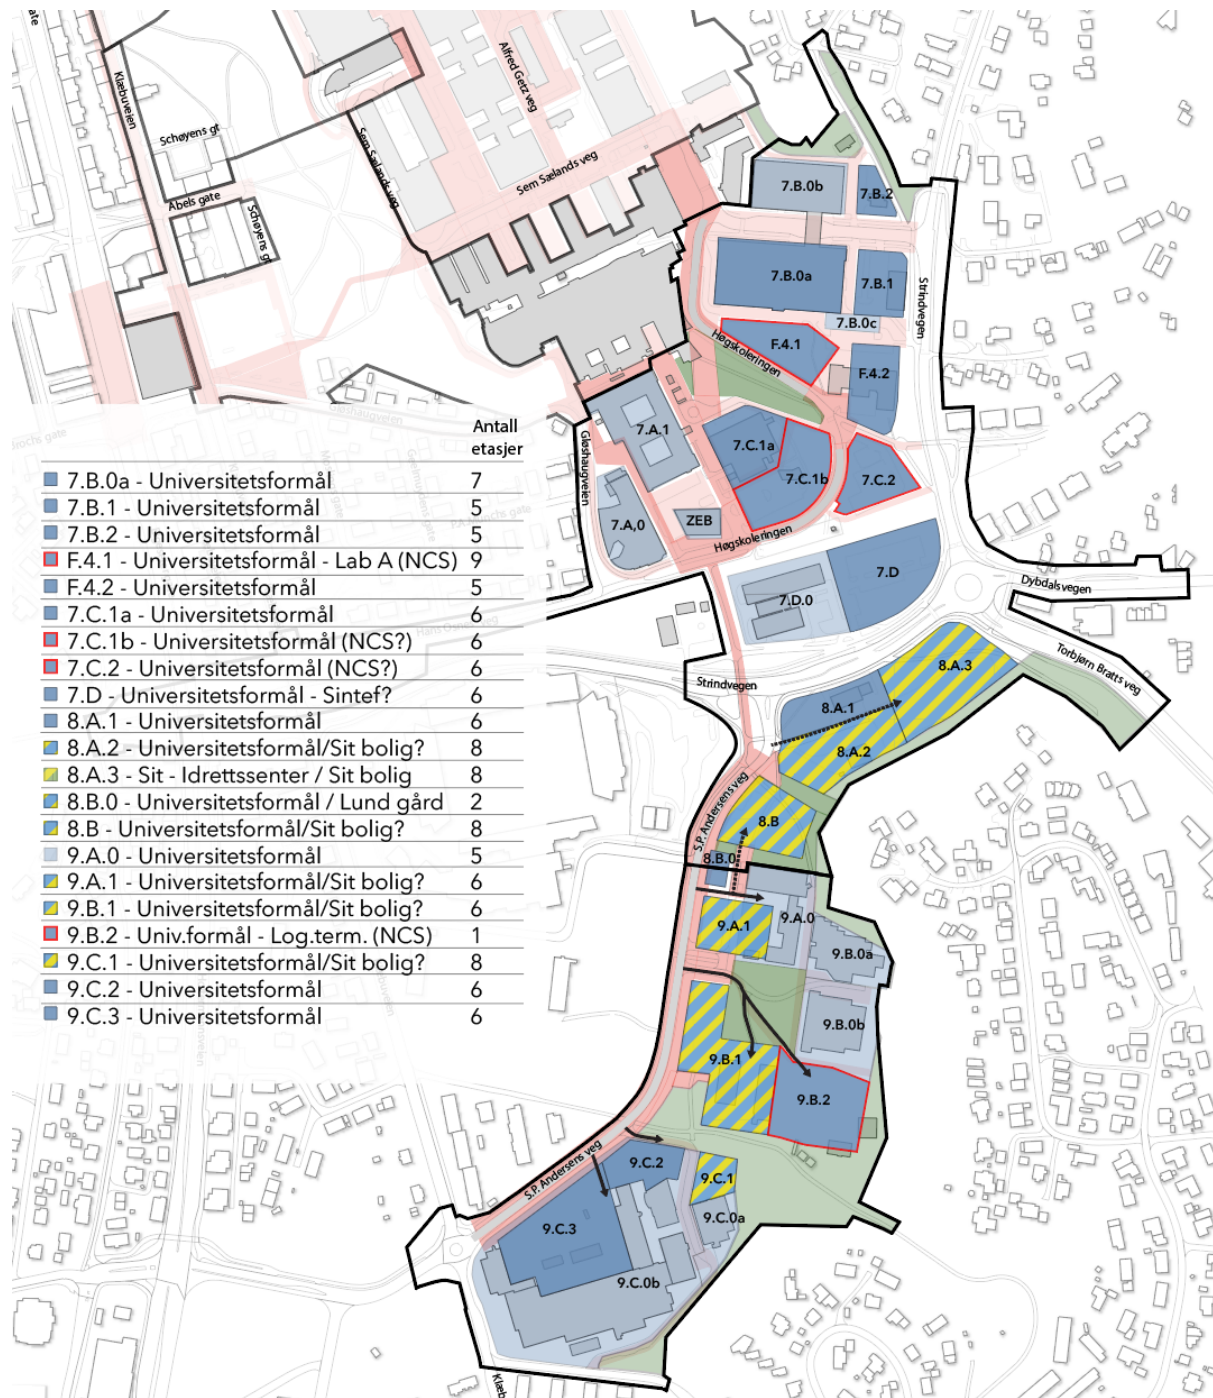 gate
Klæbuveien
Schøyens gt
Abels gate
Schøyens gt
Sem Sælands veg
Alfred Getz veg
Sem Sælands veg
7.B.0b
7.B.2
7.B.0a
7.B.1
7.B.0c
Strindvegen
Høgskoleringen
F.4.1
F.4.2
Gløshaugveien
7.A.1
7.C.1a
7.C.1b
7.C.2
Gløshaugveien
7.A,0
ZEB
Høgskoleringen
7.D
7.D.0
Dybdalsvegen
Torbjørn Bratts veg
Strindvegen
8.A.3
8.A.1
8.A.2
S.P. Andersens veg
8.B
8.B.0
9.A.0
9.A.1
9.B.0a
9.B.0b
9.B.1
9.B.2
S.P. Andersens veg
9.C.2
9.C.1
9.C.0a
9.C.3
9.C.0b
Klæb
Antall
etasjer
7.B.0a - Universitetsformål 7
7.B.1 - Universitetsformål 5
7.B.2 - Universitetsformål 5
F.4.1 - Universitetsformål - Lab A (NCS) 9
F.4.2 - Universitetsformål 5
7.C.1a - Universitetsformål 6
7.C.1b - Universitetsformål (NCS?) 6
7.C.2 - Universitetsformål (NCS?) 6
7.D - Universitetsformål - Sintef? 6
8.A.1 - Universitetsformål 6
8.A.2 - Universitetsformål/Sit bolig? 8
8.A.3 - Sit - Idrettssenter / Sit bolig 8
8.B.0 - Universitetsformål / Lund gård 2
8.B - Universitetsformål/Sit bolig? 8
9.A.0 - Universitetsformål 5
9.A.1 - Universitetsformål/Sit bolig? 6
9.B.1 - Universitetsformål/Sit bolig? 6
9.B.2 - Univ.formål - Log.term. (NCS) 1
9.C.1 - Universitetsformål/Sit bolig? 8
9.C.2 - Universitetsformål 6
9.C.3 - Universitetsformål 6